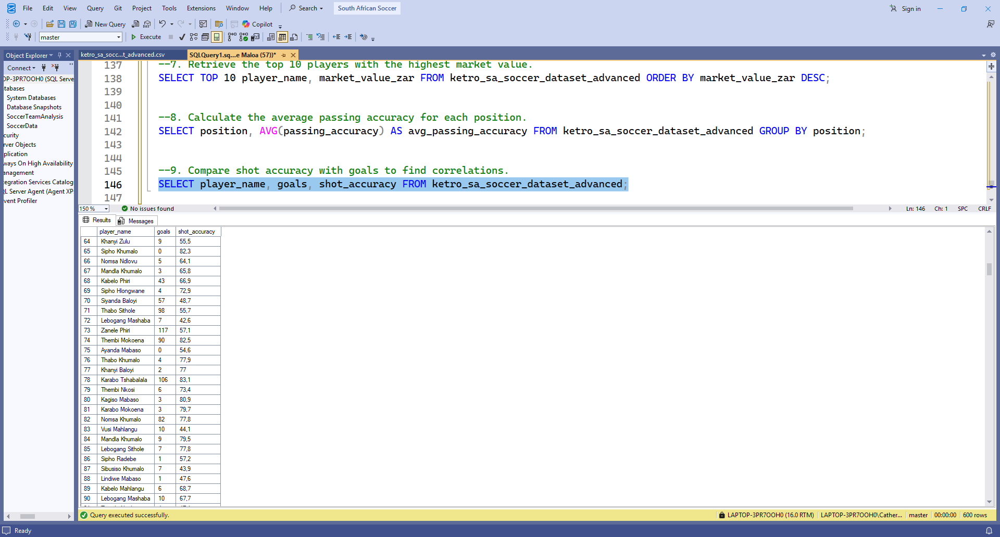 File Edit View Query Git Project Tools Extensions Window Help Search South African Soccer Sign in
New Query DAX Copilot
master Execute
Object Explorer
Connect
OP-3PR7OOH0 (SQL Serve
tabases
System Databases
Database Snapshots
SoccerTeamAnalysis
SoccerData
curity
rver Objects
plication
ways On High Availability
anagement
tegration Services Catalog
QL Server Agent (Agent XP
vent Profiler
ketro_sa_socc...t_advanced.csv SQLQuery1.sq...e Maloa (57))*
137 --7. Retrieve the top 10 players with the highest market value.
138 SELECT TOP 10 player_name, market_value_zar FROM ketro_sa_soccer_dataset_advanced ORDER BY market_value_zar DESC;
139
140
141 --8. Calculate the average passing accuracy for each position.
142 SELECT position, AVG(passing_accuracy) AS avg_passing_accuracy FROM ketro_sa_soccer_dataset_advanced GROUP BY position;
143
144
145 --9. Compare shot accuracy with goals to find correlations.
146 SELECT player_name, goals, shot_accuracy FROM ketro_sa_soccer_dataset_advanced;
147
150 % No issues found Ln: 146 Ch: 1 SPC CRLF
Results Messages
player_name goals shot_accuracy
64 Khanyi Zulu 9 55,5
65 Sipho Khumalo 0 82,3
66 Nomsa Ndlovu 5 64,1
67 Mandla Khumalo 3 65,8
68 Kabelo Phiri 43 66,9
69 Sipho Hlongwane 4 72,9
70 Siyanda Baloyi 57 48,7
71 Thabo Sithole 98 55,7
72 Lebogang Mashaba 7 42,6
73 Zanele Phiri 117 57,1
74 Thembi Mokoena 90 82,5
75 Ayanda Mabaso 0 54,6
76 Thabo Khumalo 4 77,9
77 Khanyi Baloyi 2 77
78 Karabo Tshabalala 106 83,1
79 Thembi Nkosi 6 73,4
80 Kagiso Mabaso 3 80,9
81 Karabo Mokoena 3 79,7
82 Nomsa Khumalo 82 77,8
83 Vusi Mahlangu 10 44,1
84 Mandla Khumalo 9 79,5
85 Lebogang Sithole 7 77,8
86 Sipho Radebe 1 57,2
87 Sibusiso Khumalo 7 43,9
88 Lindiwe Mabaso 1 47,6
89 Kabelo Mahlangu 6 68,7
90 Lebogang Mashaba 10 67,7
Query executed successfully. LAPTOP-3PR7OOH0 (16.0 RTM) LAPTOP-3PR7OOH0\Cather... master 00:00:00 600 rows
Ready